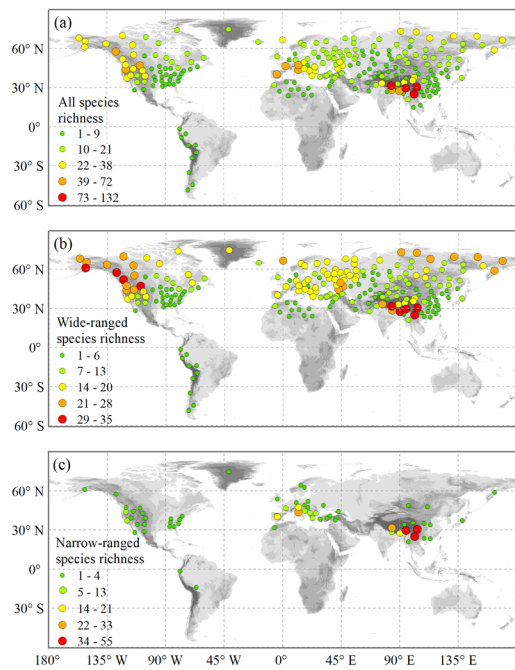 (a)
60° N
30° N
0°
30° S
60° S
All species
richness
1 - 9
10 - 21
22 - 38
39 - 72
73 - 132
(b)
60° N
30° N
0°
30° S
60° S
Wide-ranged
species richness
1 - 6
7 - 13
14 - 20
21 - 28
29 - 35
(c)
60° N
30° N
0°
30° S
Narrow-ranged
species richness
1 - 4
5 - 13
14 - 21
22 - 33
34 - 55
180° 135° W 90° W 45° W 0° 45° E 90° E 135° E